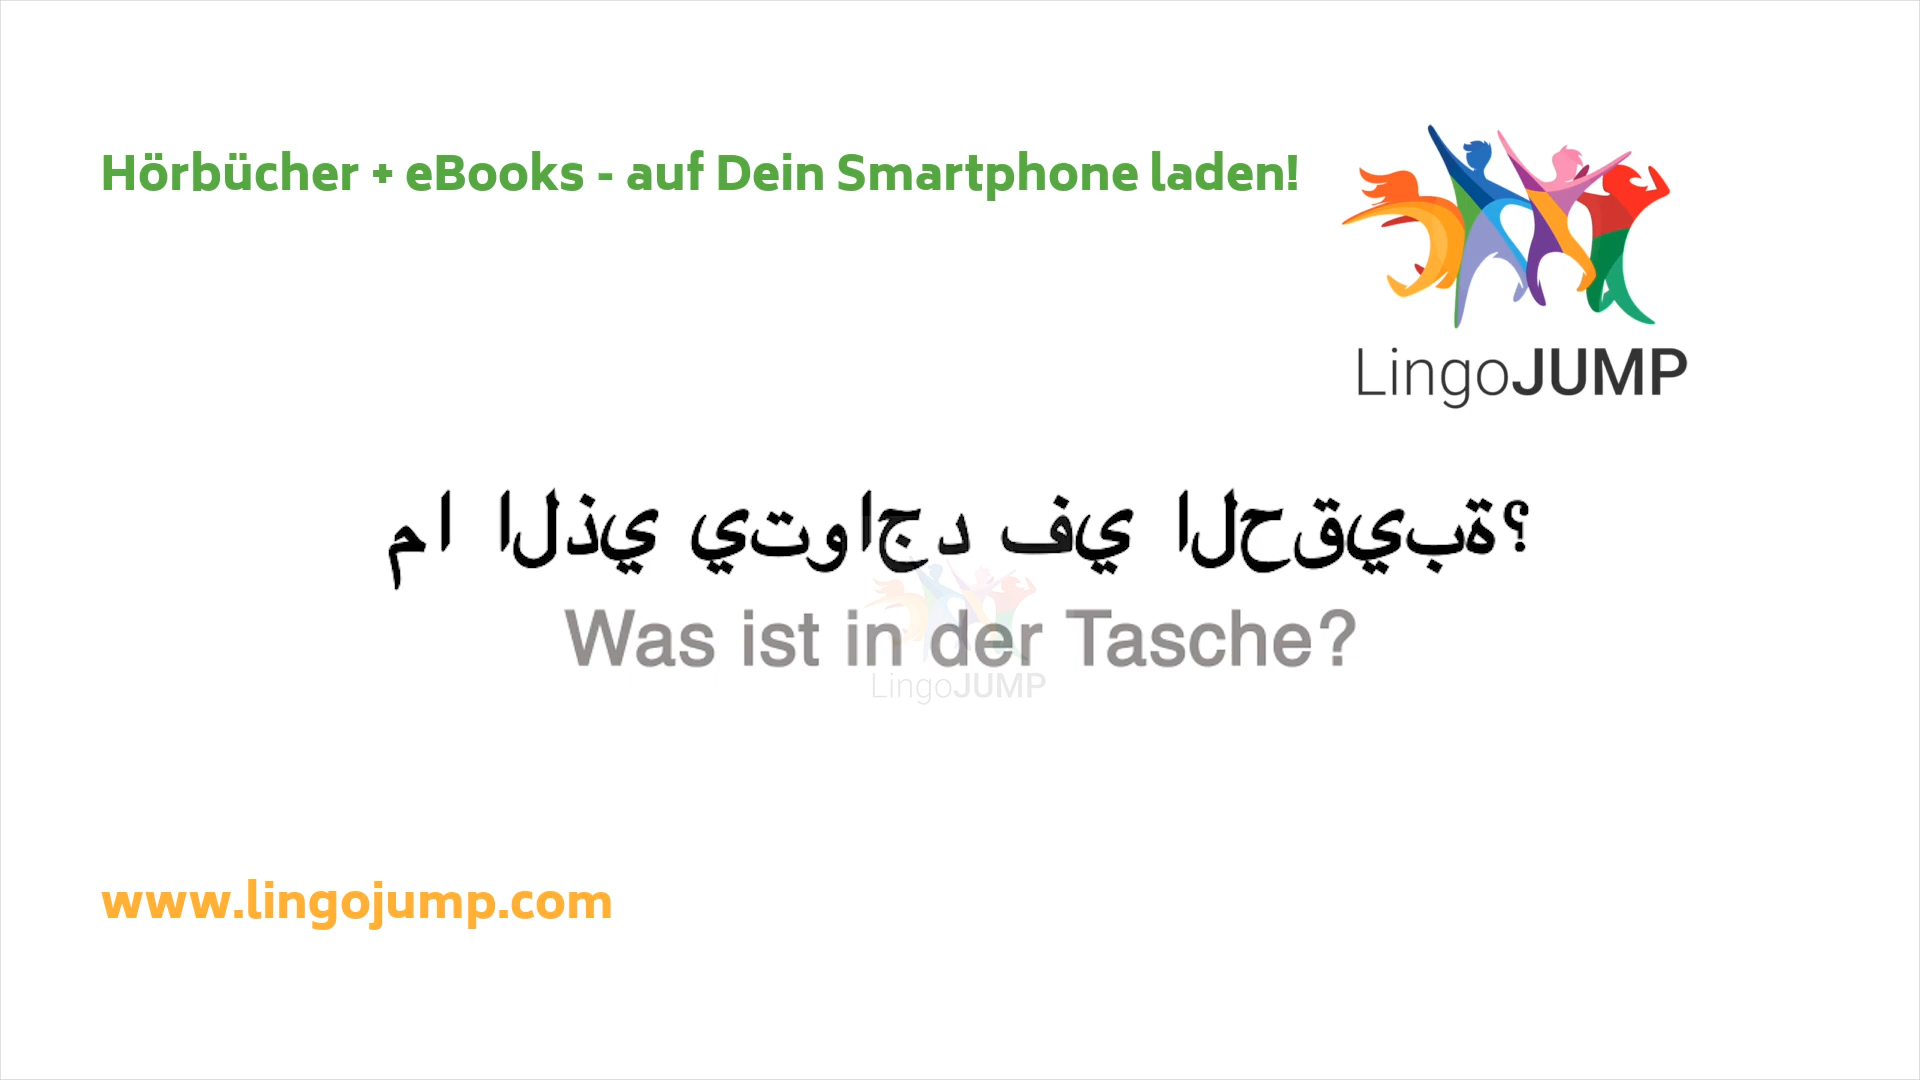 Hörbücher + eBooks - auf Dein Smartphone laden!
LingoJUMP
ما الذي يتواجد في الحقيبة؟
Was ist in der Tasche?
LingoJUMP
www.lingojump.com